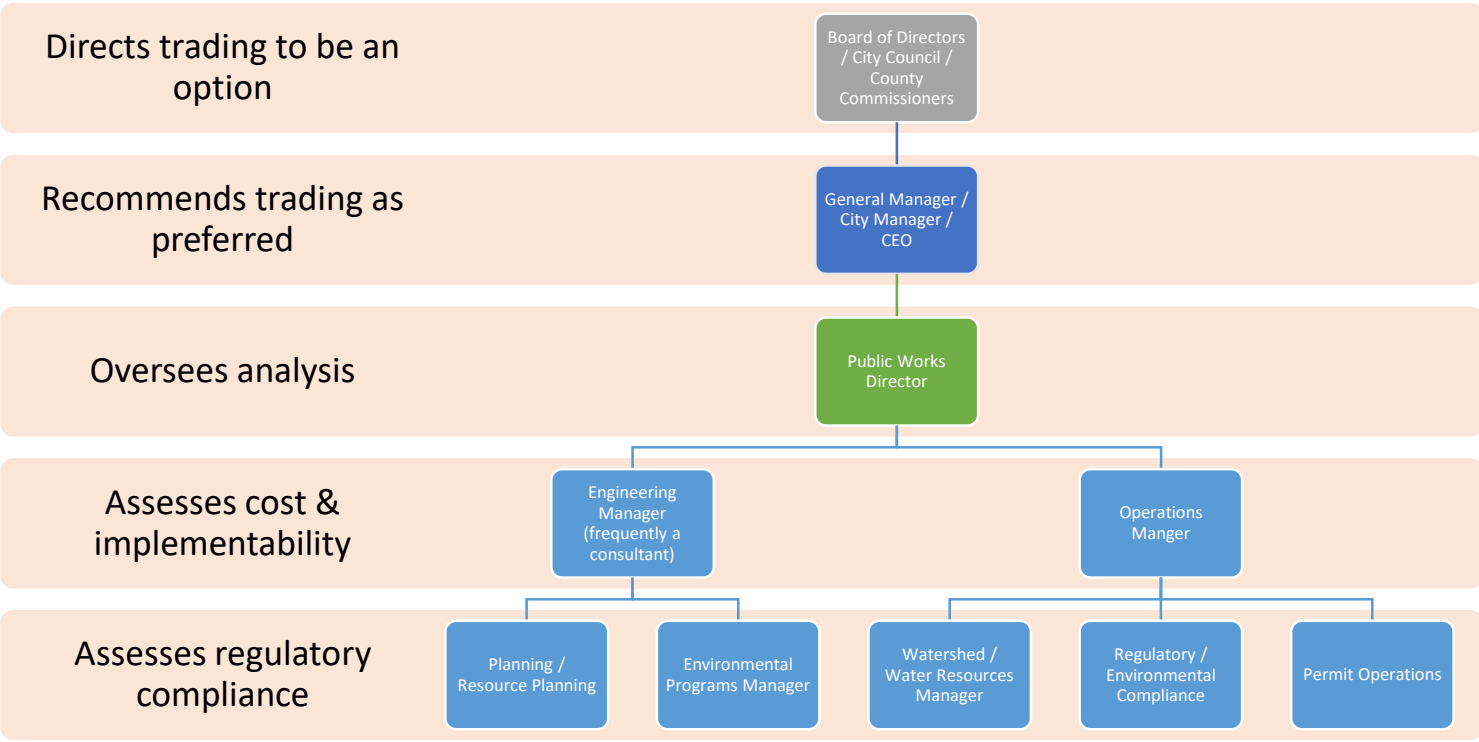 Directs trading to be an
option
Board of Directors
/ City Council /
County
Commissioners
Recommends trading as
preferred
General Manager /
City Manager /
CEO
Oversees analysis
Public Works
Director
Assesses cost &
implementability
Engineering
Manager
(frequently a
consultant)
Operations
Manger
Assesses regulatory
compliance
Planning /
Resource Planning
Environmental
Programs Manager
Watershed /
Water Resources
Manager
Regulatory /
Environmental
Compliance
Permit Operations